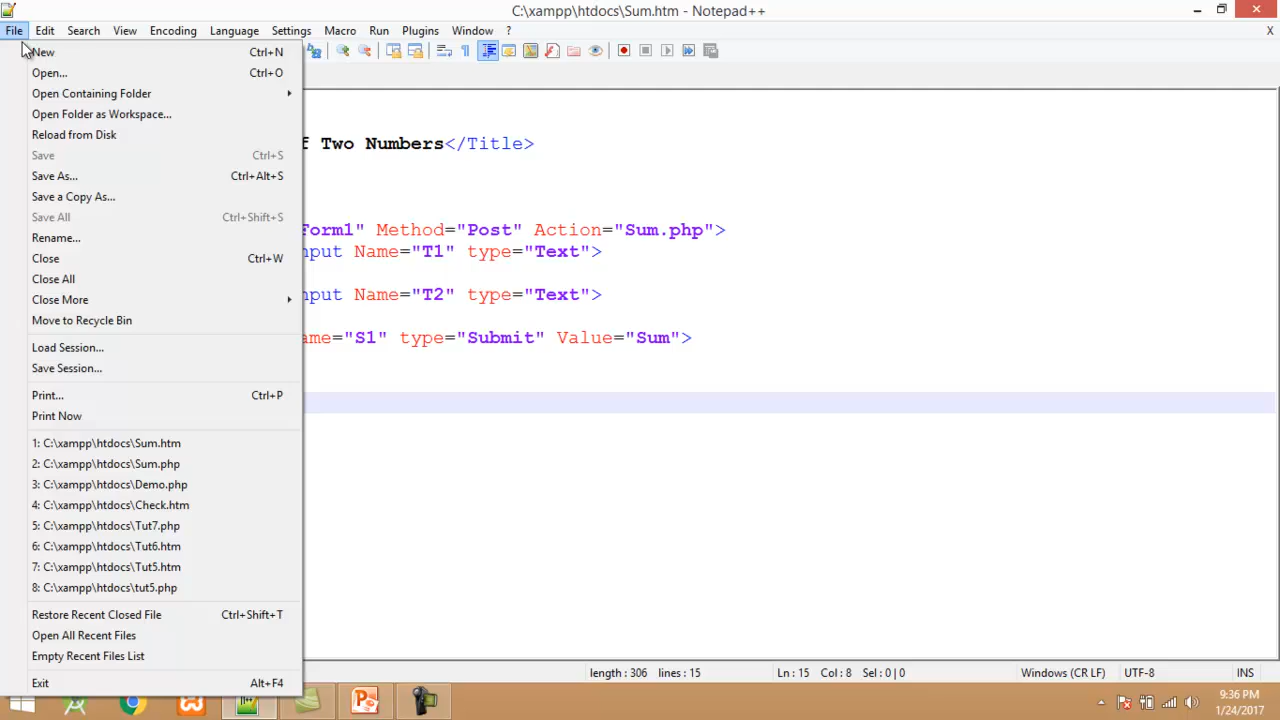 C:\xampp\htdocs\Sum.htm - Notepad++
File Edit Search View Encoding Language Settings Macro Run Plugins Window ? X
New Ctrl+N
Open... Ctrl+O
Open Containing Folder
Open Folder as Workspace...
Reload from Disk
Save Ctrl+S
Save As... Ctrl+Alt+S
Save a Copy As...
Save All Ctrl+Shift+S
Rename...
Close Ctrl+W
Close All
Close More
Move to Recycle Bin
Load Session...
Save Session...
Print... Ctrl+P
Print Now
1: C:\xampp\htdocs\Sum.htm
2: C:\xampp\htdocs\Sum.php
3: C:\xampp\htdocs\Demo.php
4: C:\xampp\htdocs\Check.htm
5: C:\xampp\htdocs\Tut7.php
6: C:\xampp\htdocs\Tut6.htm
7: C:\xampp\htdocs\Tut5.htm
8: C:\xampp\htdocs\tut5.php
Restore Recent Closed File Ctrl+Shift+T
Open All Recent Files
Empty Recent Files List
Exit Alt+F4
f Two Numbers</Title>
Form1" Method="Post" Action="Sum.php">
nput Name="T1" type="Text">
nput Name="T2" type="Text">
ame="S1" type="Submit" Value="Sum">
length : 306 lines : 15 Ln : 15 Col : 8 Sel : 0 | 0 Windows (CR LF) UTF-8 INS
9:36 PM
1/24/2017